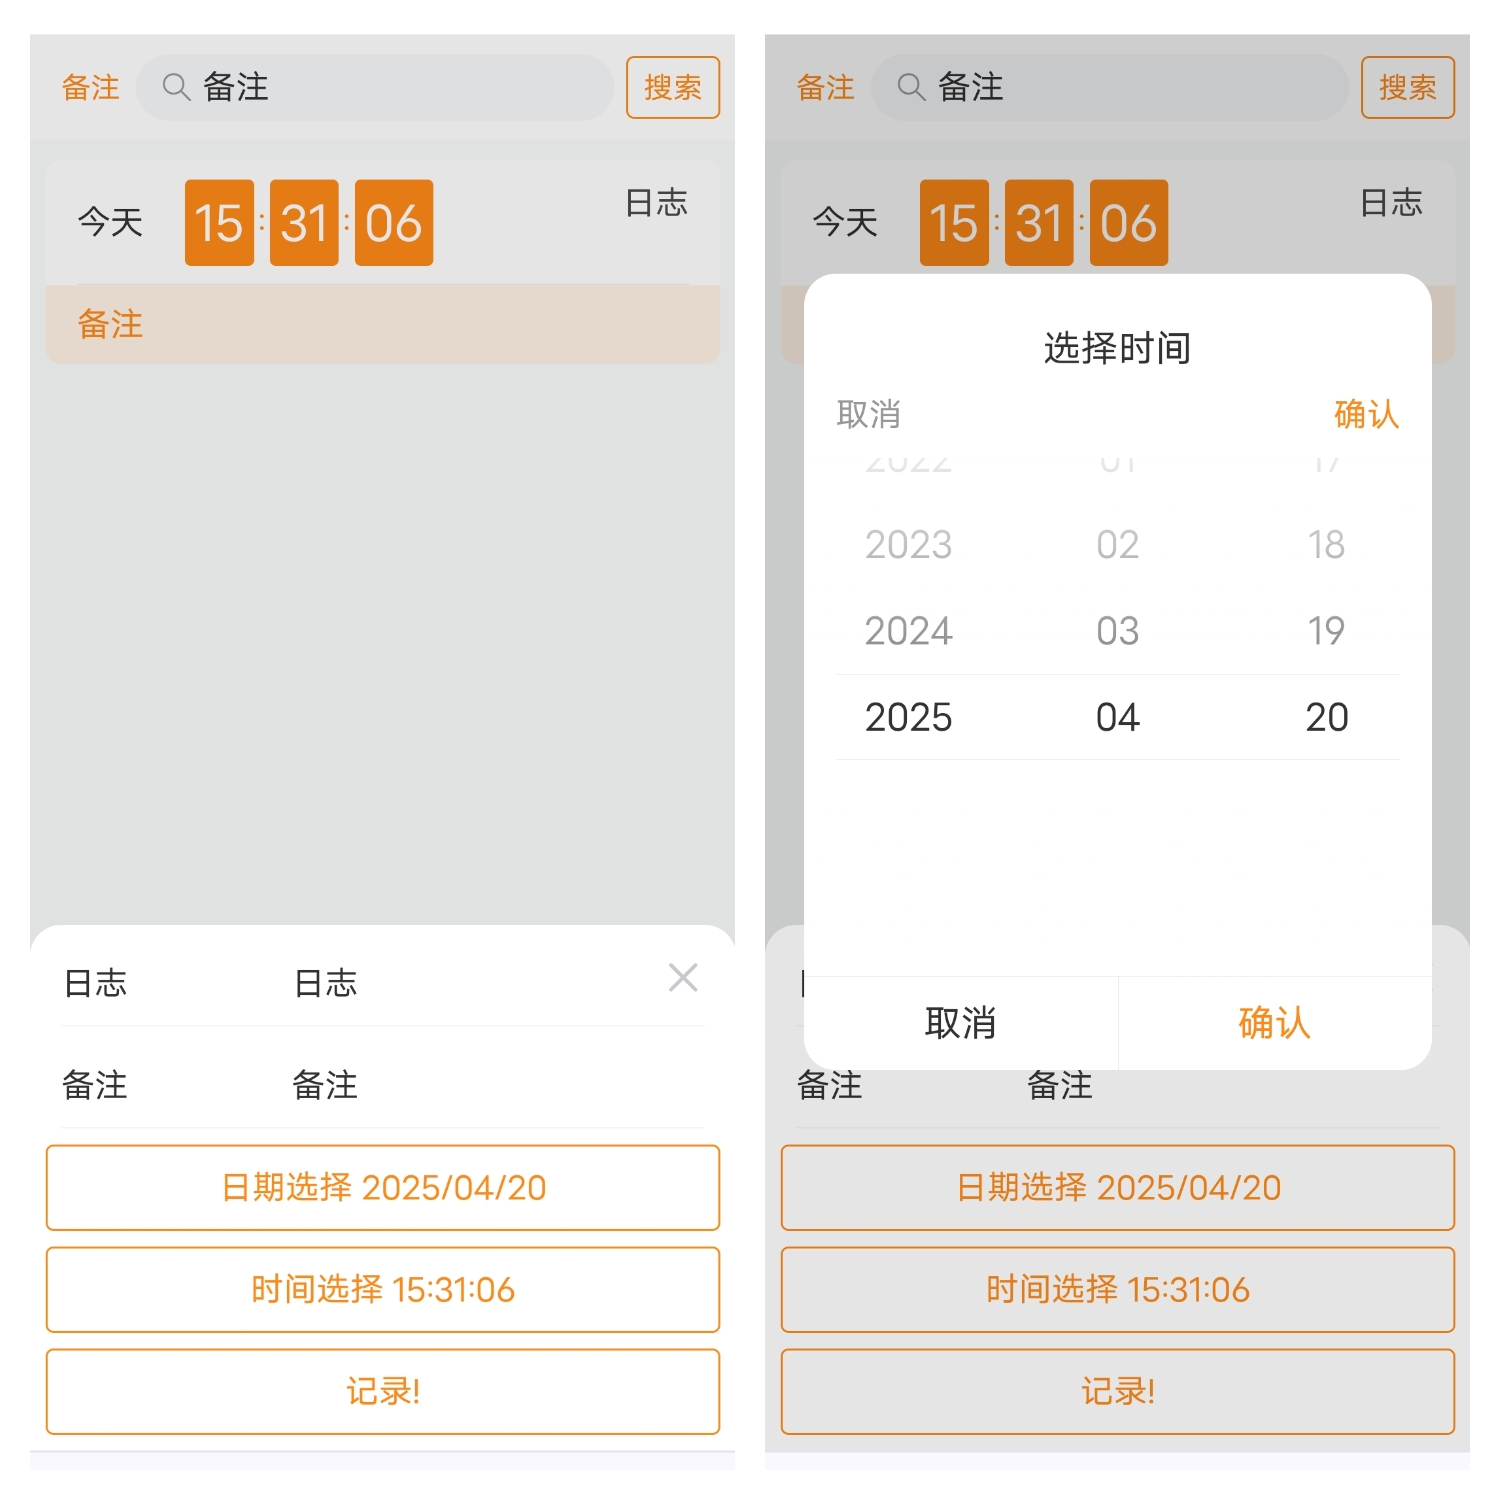 备注 备注 搜索
今天 15:31:06 日志
备注
日志 日志
备注 备注
日期选择 2025/04/20
时间选择 15:31:06
记录!
备注 备注 搜索
今天 15:31:06 日志
选择时间
取消 确认
2022 01 17
2023 02 18
2024 03 19
2025 04 20
取消 确认
备注 备注
日期选择 2025/04/20
时间选择 15:31:06
记录!